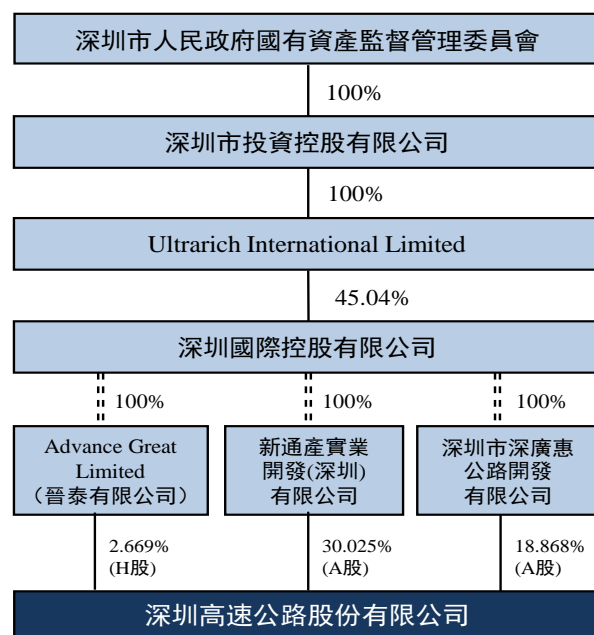 深圳市人民政府國有資產監督管理委員會
100%
深圳市投資控股有限公司
100%
Ultrarich International Limited
45.04%
深圳國際控股有限公司
100%
100%
100%
Advance Great
Limited
（晉泰有限公司）
新通產實業
開發(深圳)
有限公司
深圳市深廣惠
公路開發
有限公司
2.669%
(H股)
30.025%
(A股)
18.868%
(A股)
深圳高速公路股份有限公司